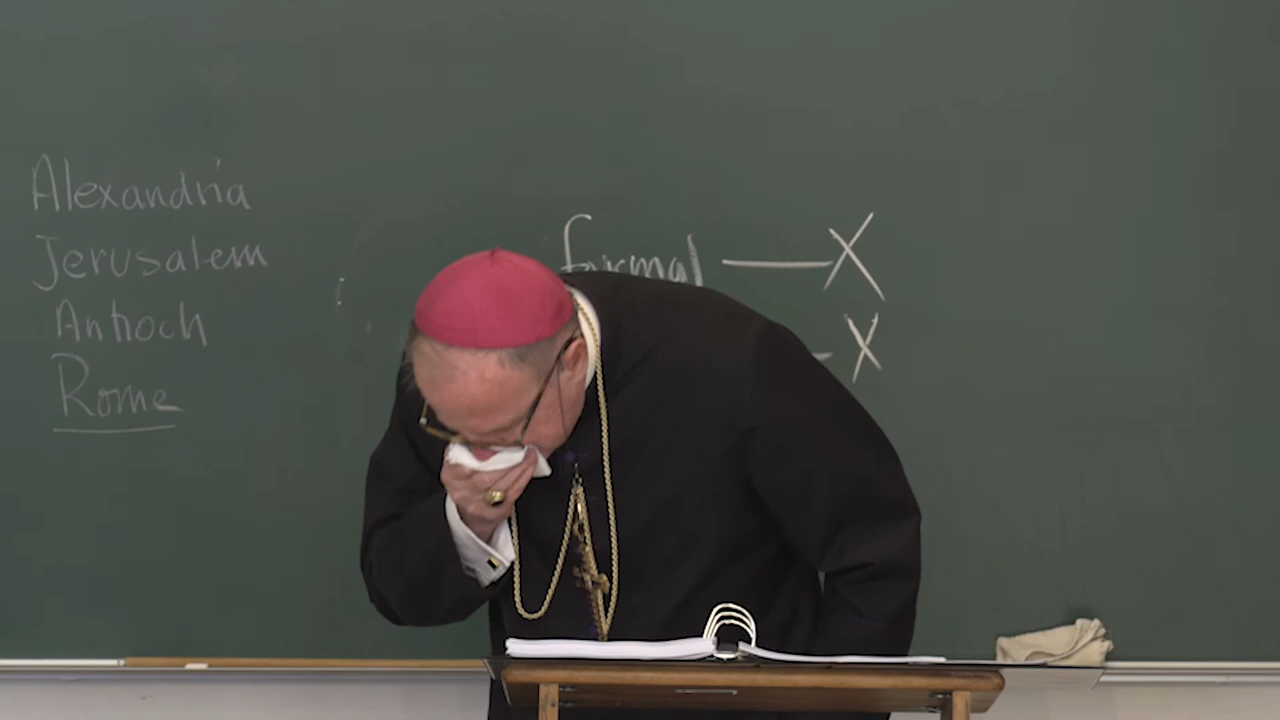 Alexandria
Jerusalem
Antioch
Rome
formal — X
— X